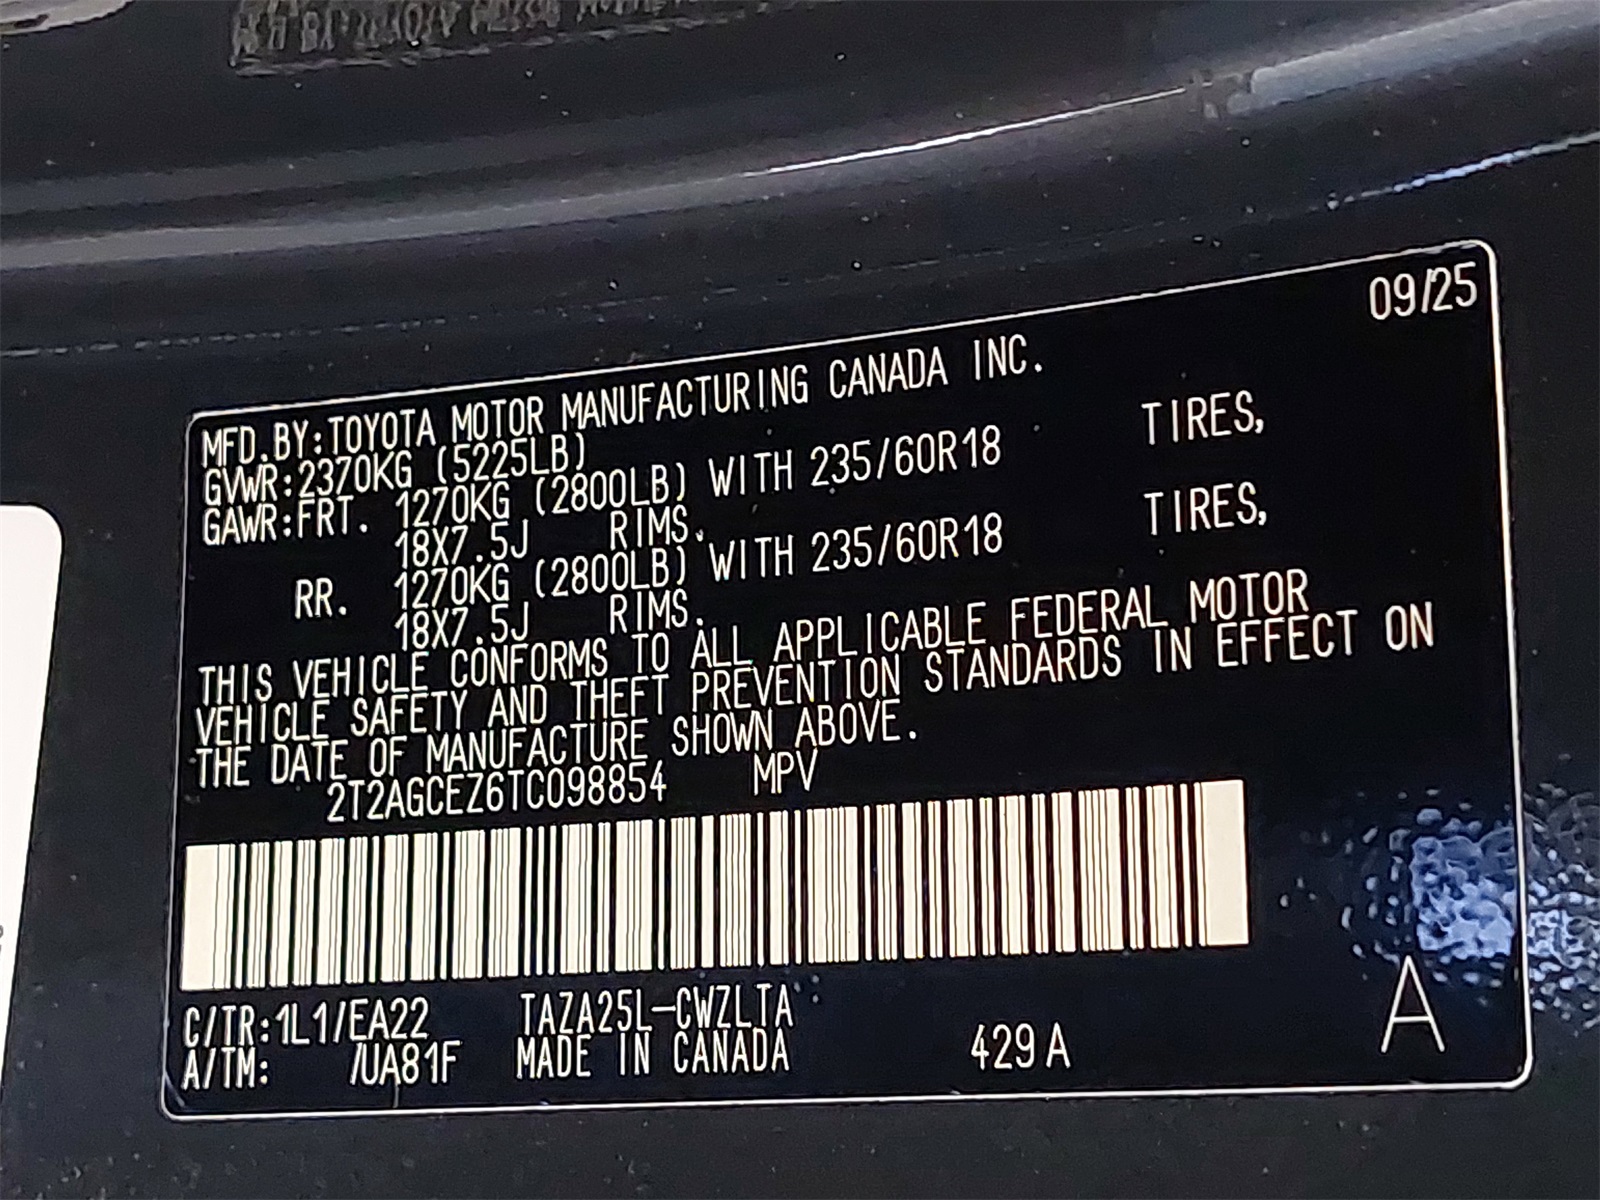 09/25
MFD.BY:TOYOTA MOTOR MANUFACTURING CANADA INC.
GVWR:2370KG (5225LB)
GAWR:FRT. 1270KG (2800LB) WITH 235/60R18 TIRES,
18X7.5J RIMS.
RR. 1270KG (2800LB) WITH 235/60R18 TIRES,
18X7.5J RIMS.
THIS VEHICLE CONFORMS TO ALL APPLICABLE FEDERAL MOTOR
VEHICLE SAFETY AND THEFT PREVENTION STANDARDS IN EFFECT ON
THE DATE OF MANUFACTURE SHOWN ABOVE.
2T2AGCEZ6TC098854 MPV
C/TR:1L1/EA22 TAZA25L-CWZLTA
A/TM: /UA81F MADE IN CANADA 429A A